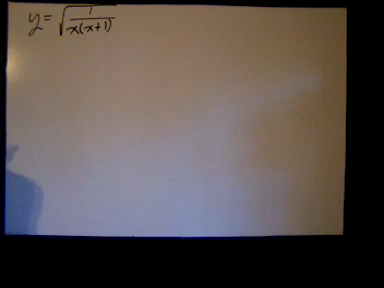 y = √(1/(x(x+1)))